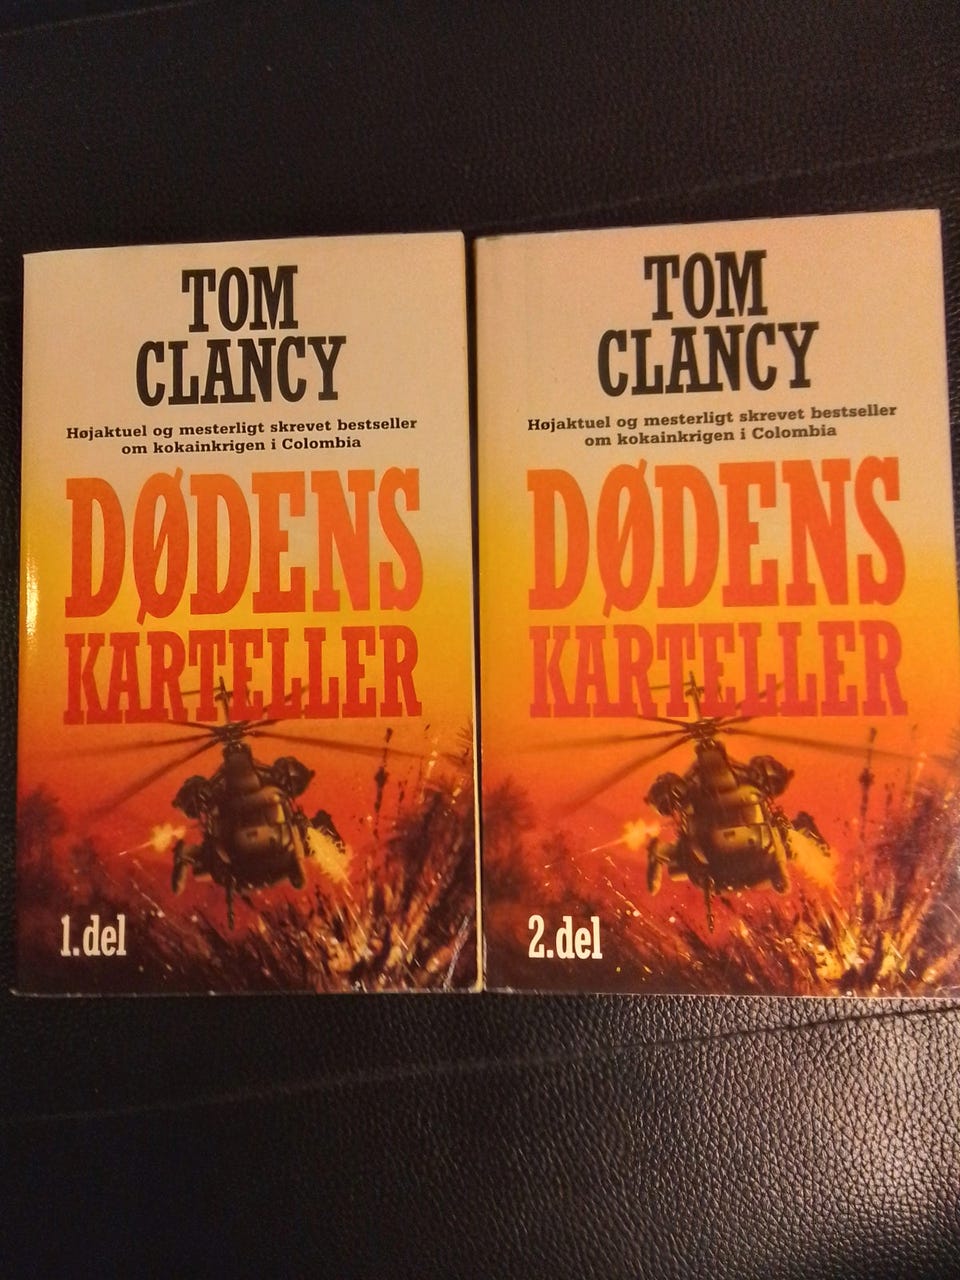 TOM
CLANCY
Højaktuel og mesterligt skrevet bestseller
om kokainkrigen i Colombia
DØDENS
KARTELLER
1.del
TOM
CLANCY
Højaktuel og mesterligt skrevet bestseller
om kokainkrigen i Colombia
DØDENS
KARTELLER
2.del